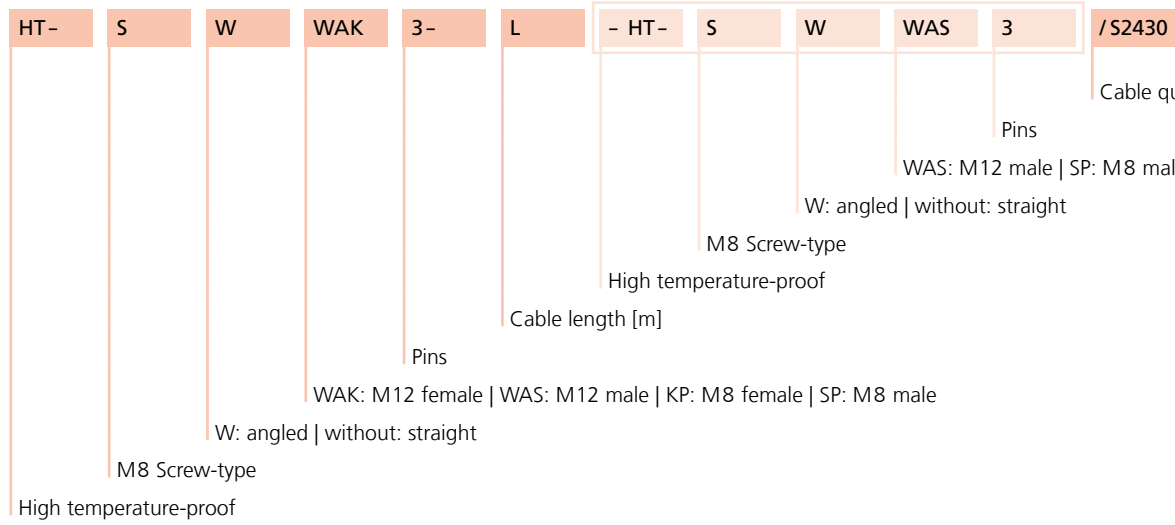 HT- S W WAK 3- L - HT- S W WAS 3 /S2430
Cable
Pins
WAS: M12 male | SP: M8
W: angled | without: straight
M8 Screw-type
High temperature-proof
Cable length [m]
Pins
WAK: M12 female | WAS: M12 male | KP: M8 female | SP: M8 male
W: angled | without: straight
M8 Screw-type
High temperature-proof